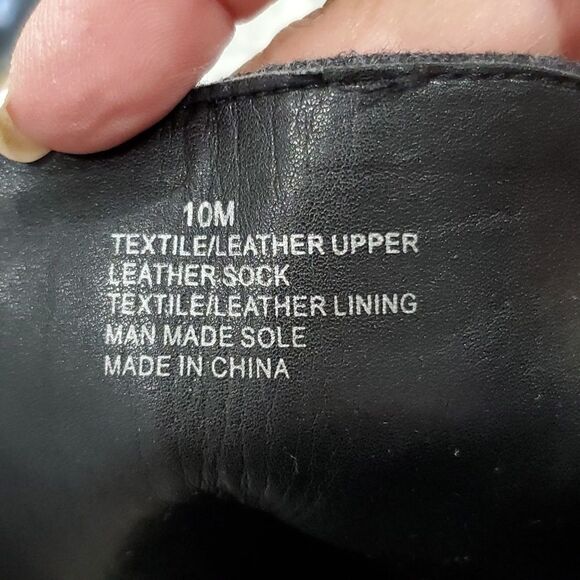 10M
TEXTILE/LEATHER UPPER
LEATHER SOCK
TEXTILE/LEATHER LINING
MAN MADE SOLE
MADE IN CHINA